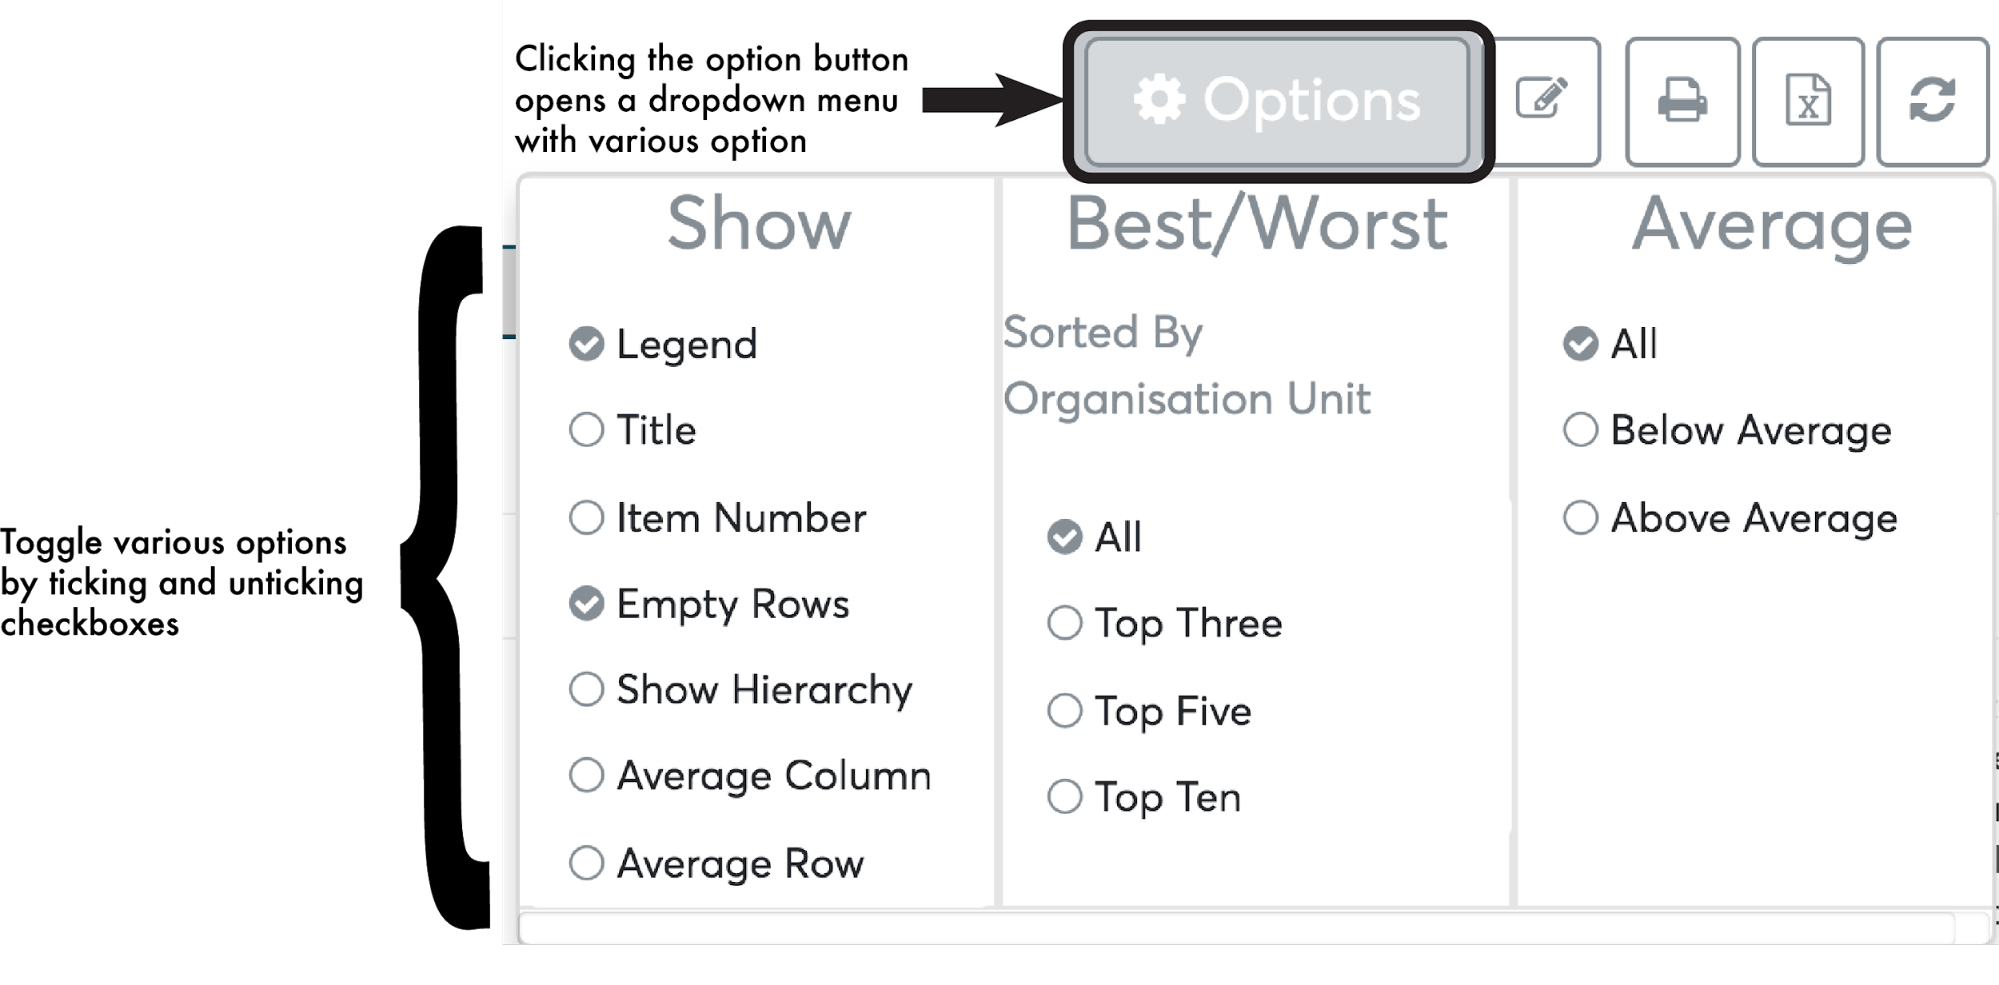 Clicking the option button
opens a dropdown menu
with various option
Options
Show
Best/Worst
Average
Legend
Title
Item Number
Empty Rows
Show Hierarchy
Average Column
Average Row
Sorted By
Organisation Unit
All
Top Three
Top Five
Top Ten
All
Below Average
Above Average
Toggle various options
by ticking and unticking
checkboxes